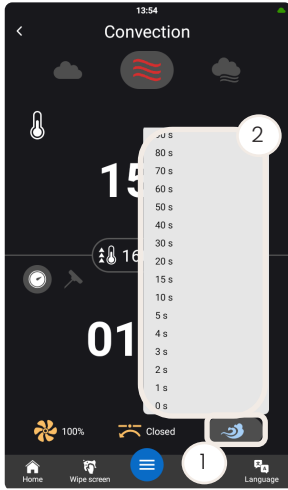 13:54
Convection
2
80 s
70 s
60 s
50 s
40 s
30 s
20 s
15 s
10 s
5 s
4 s
3 s
2 s
1 s
0 s
15
16
01
100%
Closed
1
Home
Wipe screen
Language